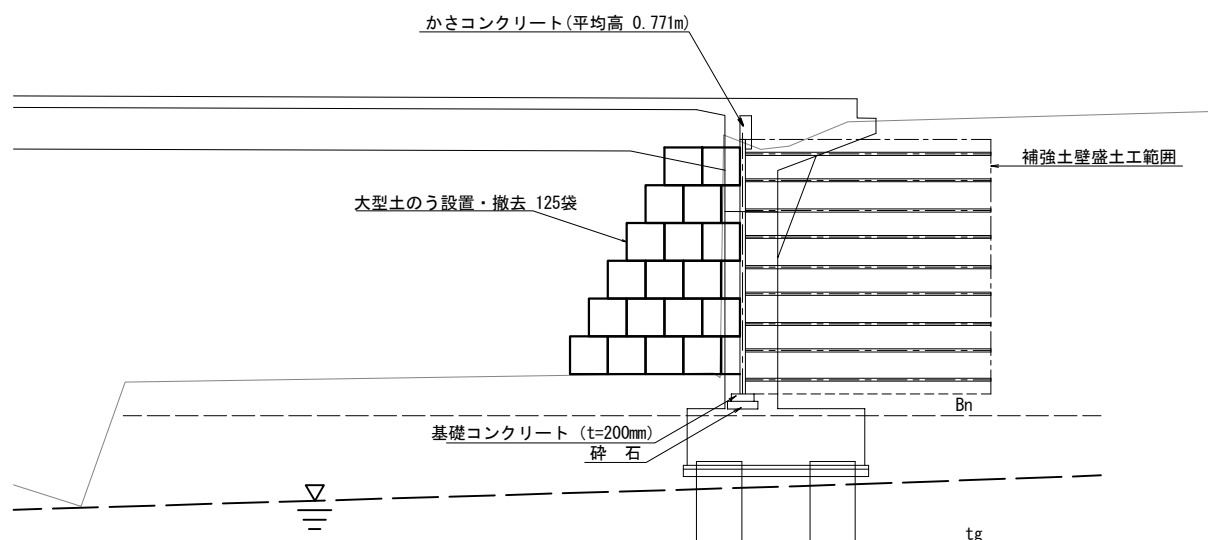 かさコンクリート(平均高 0.771m)
補強土壁盛土工範囲
大型土のう設置・撤去 125袋
Bn
基礎コンクリート (t=200mm)
砕 石
tg